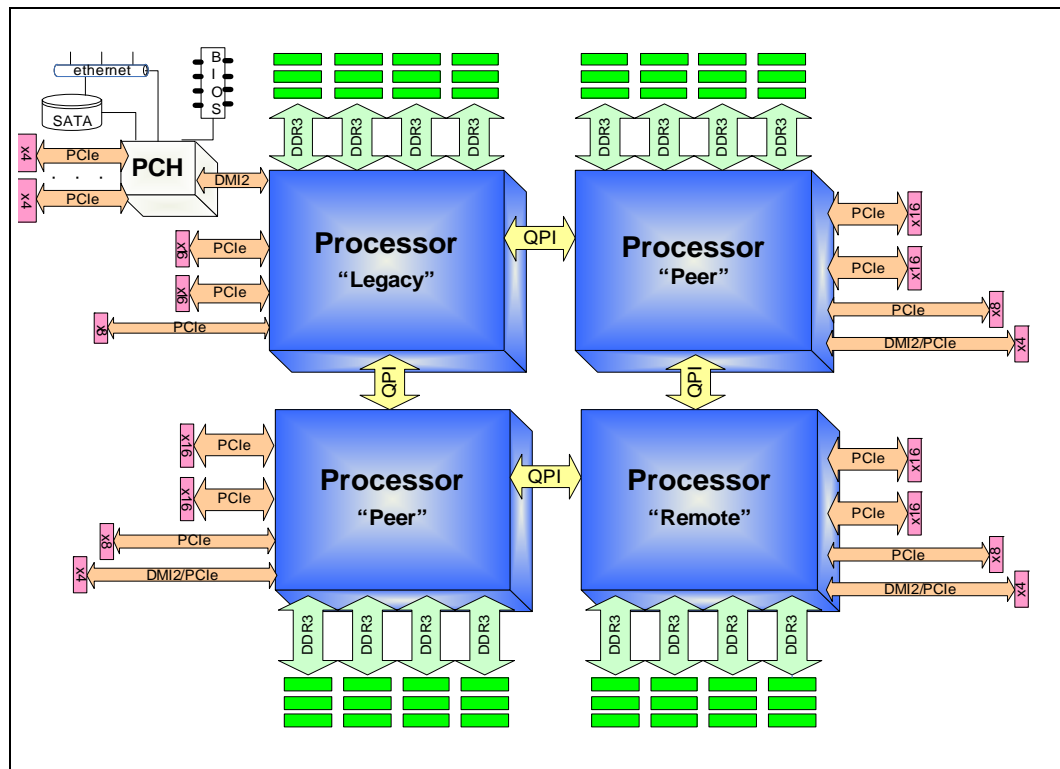 ethernet
BIOS
SATA
x4
PCIe
. . .
x4
PCIe
PCH
DMI2
DDR3
DDR3
DDR3
DDR3
DDR3
DDR3
DDR3
DDR3
Processor
“Legacy”
QPI
Processor
“Peer”
PCIe
PCIe
x8
PCIe
PCIe
x16
PCIe
x16
PCIe
x8
DMI2/PCIe
x4
QPI
QPI
x16
PCIe
x16
PCIe
x8
PCIe
x4
DMI2/PCIe
Processor
“Peer”
QPI
Processor
“Remote”
PCIe
x16
PCIe
x16
PCIe
x8
DMI2/PCIe
x4
DDR3
DDR3
DDR3
DDR3
DDR3
DDR3
DDR3
DDR3